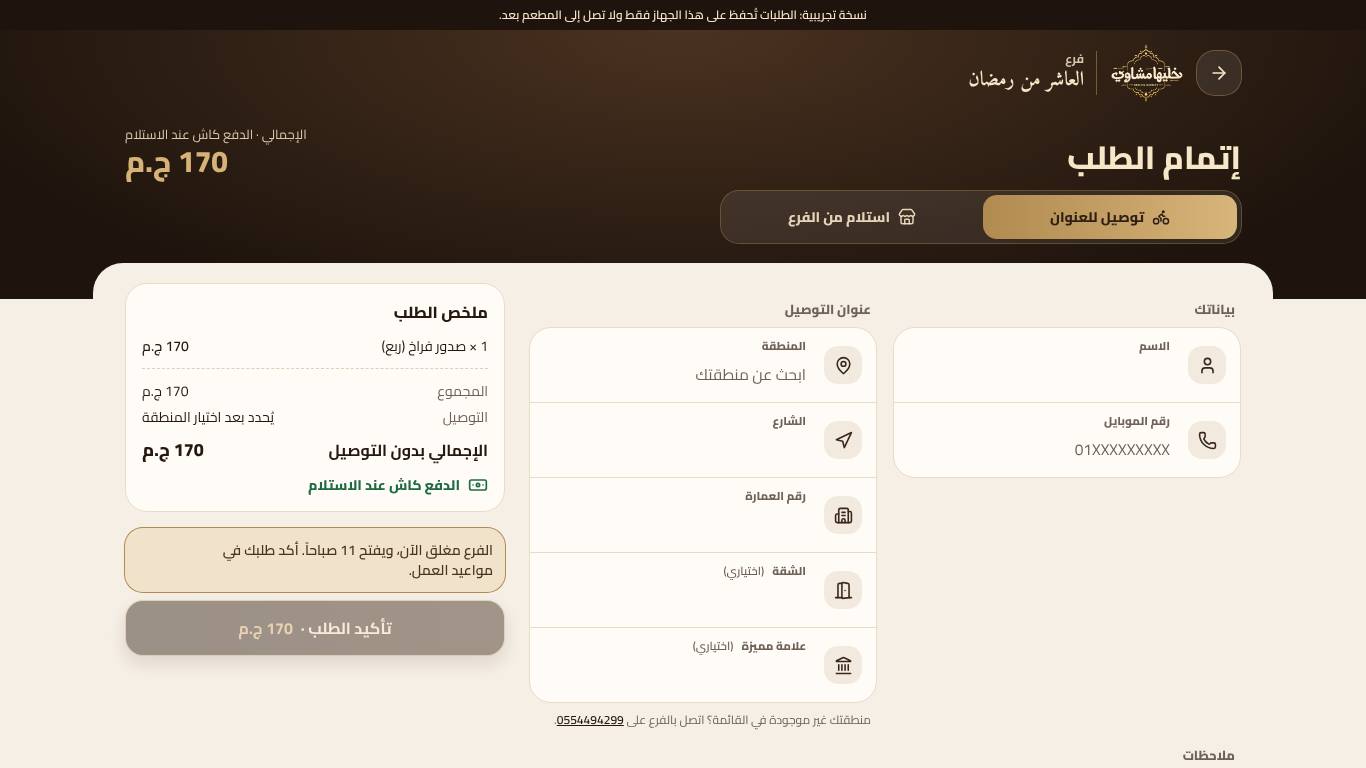 نسخة تجريبية: الطلبات تُحفظ على هذا الجهاز فقط ولا تصل إلى المطعم بعد.
خليها مشاوي
فرع
العاشر من رمضان
إتمام الطلب
الإجمالي · الدفع كاش عند الاستلام
170 ج.م
توصيل للعنوان
استلام من الفرع
بياناتك
الاسم
رقم الموبايل
01XXXXXXXXX
عنوان التوصيل
المنطقة
ابحث عن منطقتك
الشارع
رقم العمارة
الشقة (اختياري)
علامة مميزة (اختياري)
منطقتك غير موجودة في القائمة؟ اتصل بالفرع على 0554494299.
ملخص الطلب
1 × صدور فراخ (ربع) 170 ج.م
المجموع 170 ج.م
التوصيل يُحدد بعد اختيار المنطقة
الإجمالي بدون التوصيل 170 ج.م
الدفع كاش عند الاستلام
الفرع مغلق الآن، ويفتح 11 صباحاً. أكد طلبك في
مواعيد العمل.
تأكيد الطلب · 170 ج.م
ملاحظات